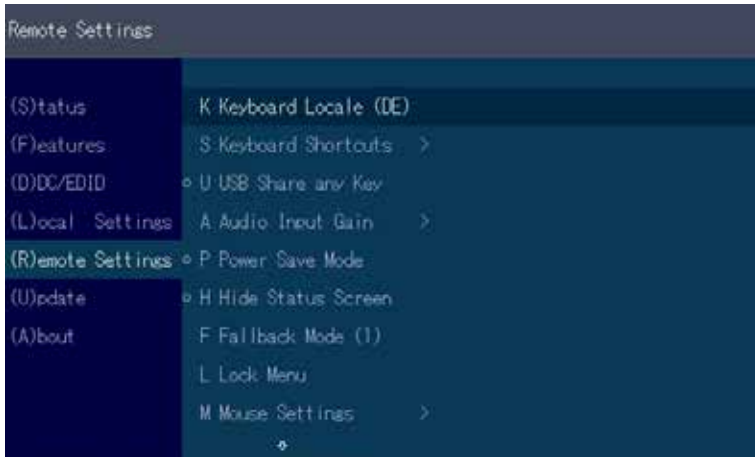 Remote Settings
(S)tatus
(F)eatures
(D)DC/EDID
(L)ocal Settings
(R)emote Settings
(U)pdate
(A)bout
K Keyboard Locale (DE)
S Keyboard Shortcuts >
U USB Share any Key
A Audio Input Gain >
P Power Save Mode
H Hide Status Screen
F Fallback Mode (1)
L Lock Menu
M Mouse Settings >